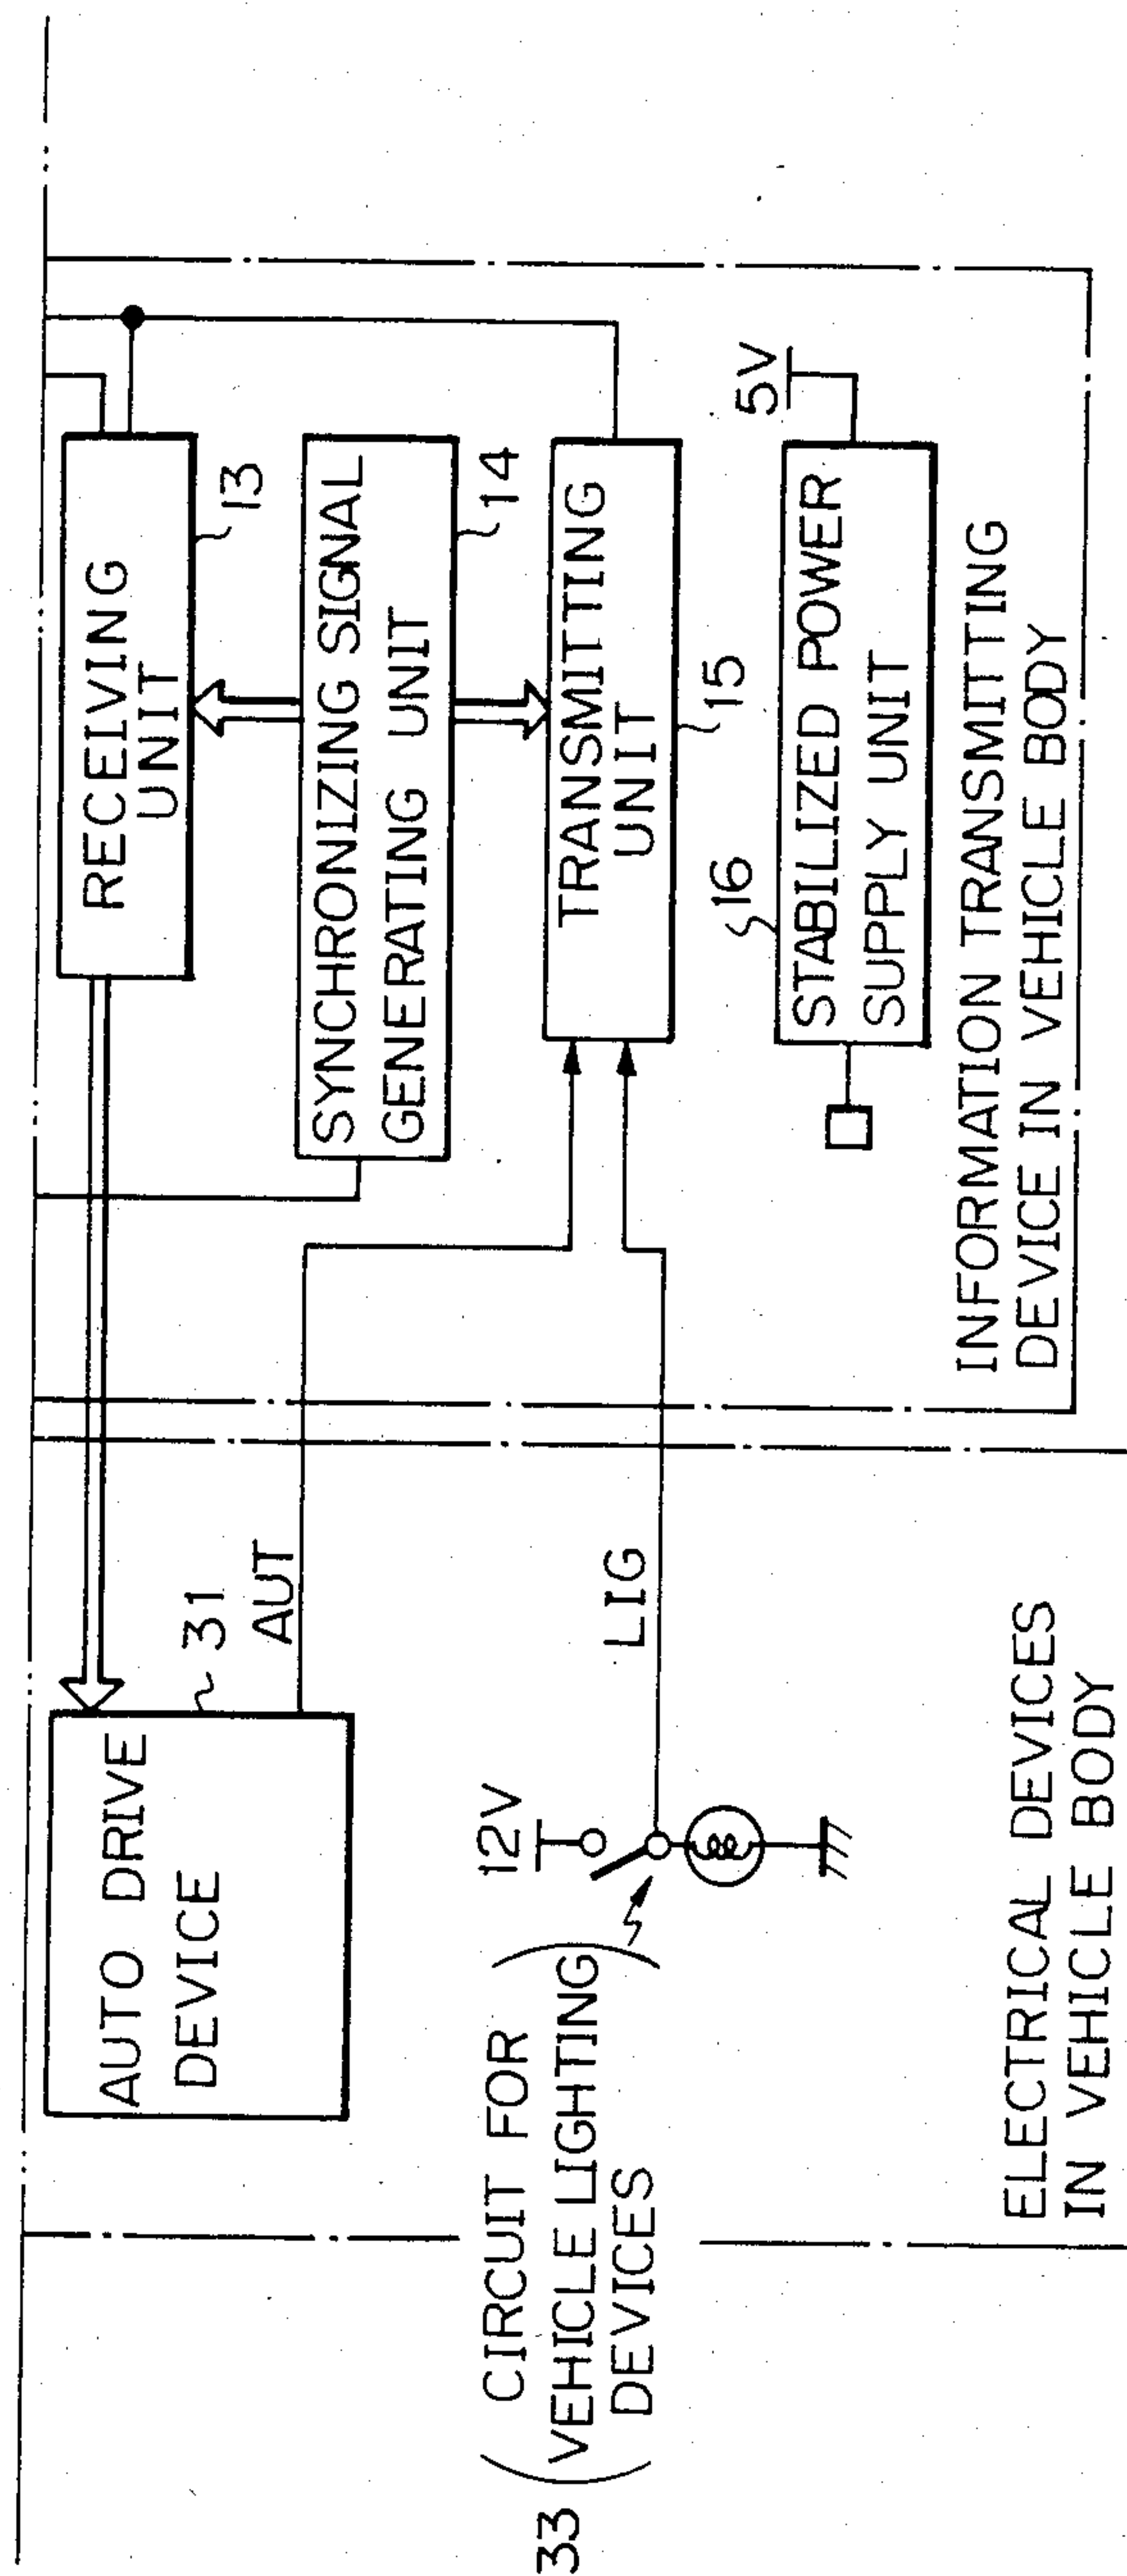 AUTO DRIVE
DEVICE
31
AUT
RECEIVING
UNIT
13
SYNCHRONIZING SIGNAL
GENERATING UNIT
14
TRANSMITTING
UNIT
15
16
STABILIZED POWER
SUPPLY UNIT
5V
INFORMATION TRANSMITTING
DEVICE IN VEHICLE BODY
12V
LIG
33
CIRCUIT FOR
VEHICLE LIGHTING
DEVICES
ELECTRICAL DEVICES
IN VEHICLE BODY